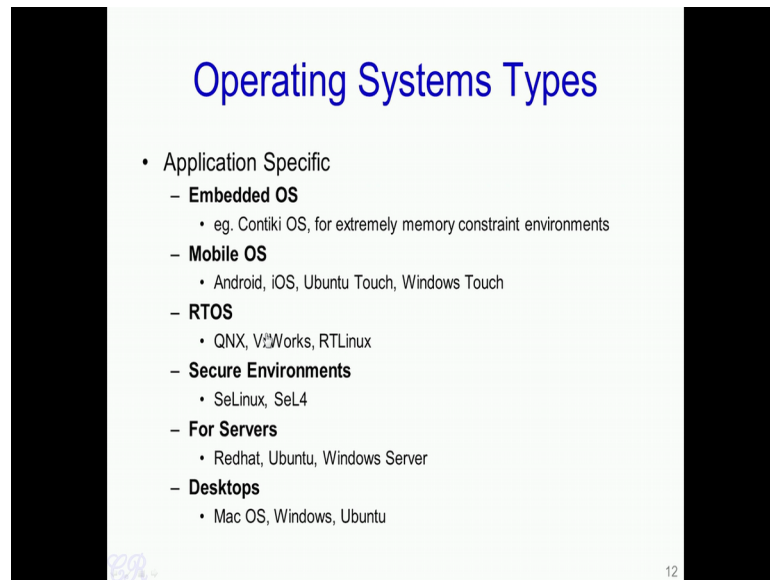 Operating Systems Types
• Application Specific
– Embedded OS
• eg. Contiki OS, for extremely memory constraint environments
– Mobile OS
• Android, iOS, Ubuntu Touch, Windows Touch
– RTOS
• QNX, VxWorks, RTLinux
– Secure Environments
• SeLinux, SeL4
– For Servers
• Redhat, Ubuntu, Windows Server
– Desktops
• Mac OS, Windows, Ubuntu
12